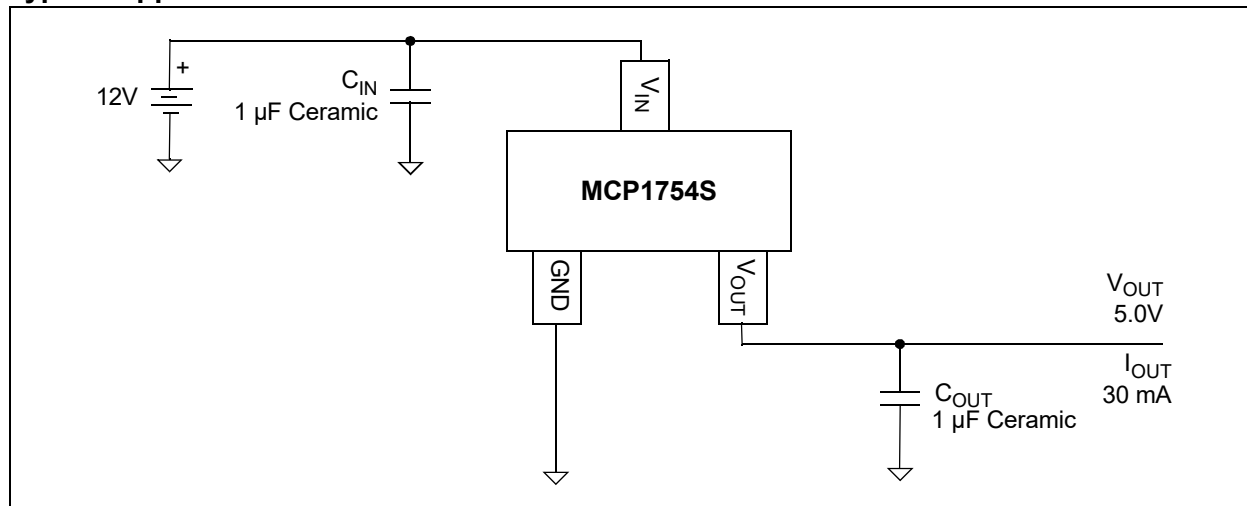 +
12V
C_IN
1 µF Ceramic
V_IN
MCP1754S
GND
V_OUT
V_OUT
5.0V
I_OUT
30 mA
C_OUT
1 µF Ceramic